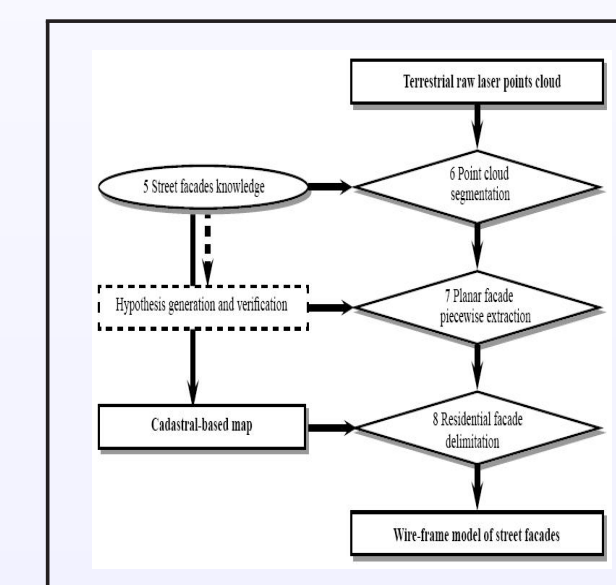 Terrestrial raw laser points cloud
5 Street facades knowledge
6 Point cloud
segmentation
Hypothesis generation and verification
7 Planar facade
piecewise extraction
Cadastral-based map
8 Residential facade
delimitation
Wire-frame model of street facades